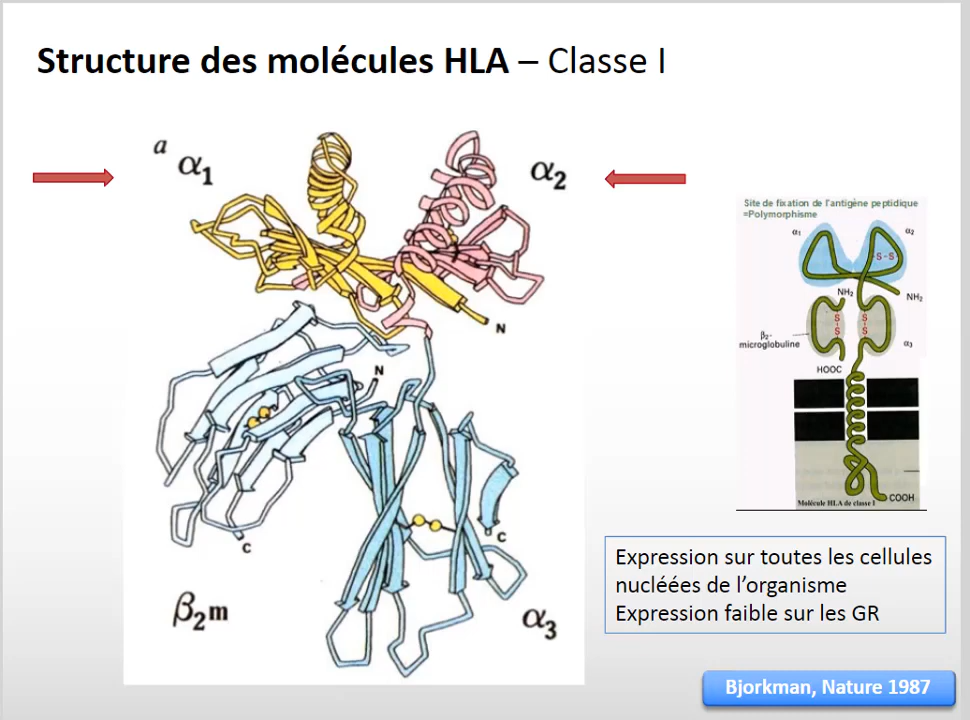 Structure des molécules HLA – Classe I
a
α1
α2
N
N
C
C
β2m
α3
Site de fixation de l'antigène peptidique
=Polymorphisme
α1
α2
S-S
NH2
NH2
S-S
S-S
β2-
microglobuline
α3
HOOC
COOH
Molécule HLA de classe I
Expression sur toutes les cellules
nucléées de l'organisme
Expression faible sur les GR
Bjorkman, Nature 1987